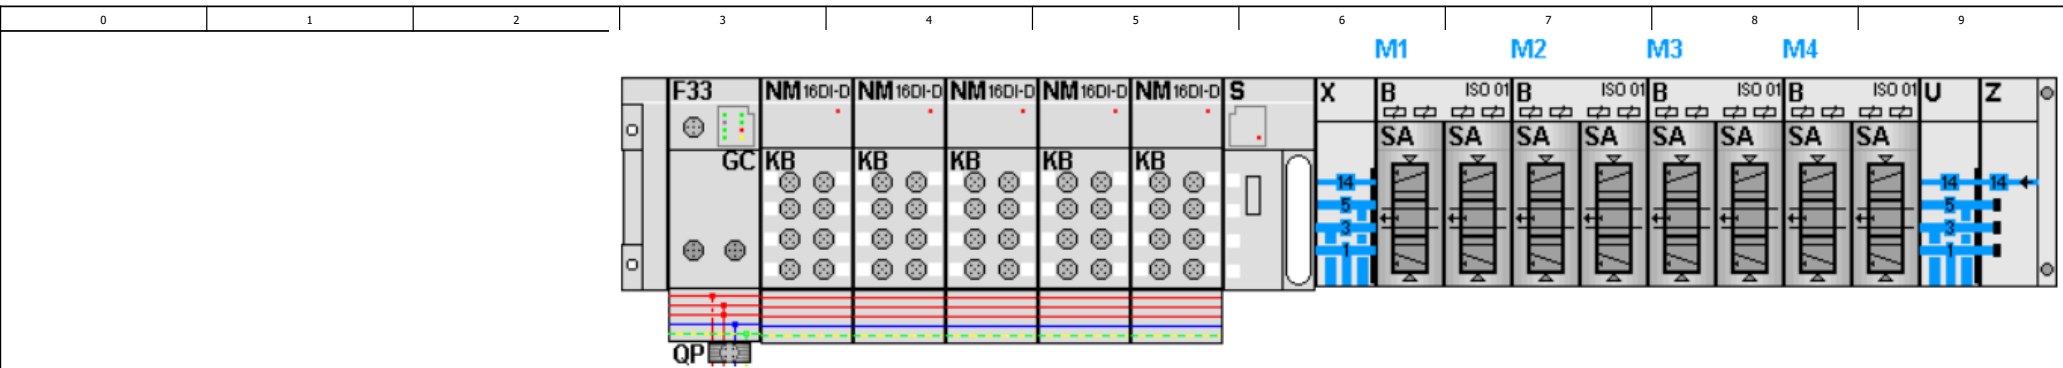 0 1 2 3 4 5 6 7 8 9
M1 M2 M3 M4
F33 NM 16DI-D NM 16DI-D NM 16DI-D NM 16DI-D NM 16DI-D S X B ISO 01 B ISO 01 B ISO 01 B ISO 01 U Z
SA SA SA SA SA SA SA SA
GC KB KB KB KB KB
14 14 14
5 5
3 3
1 1
QP